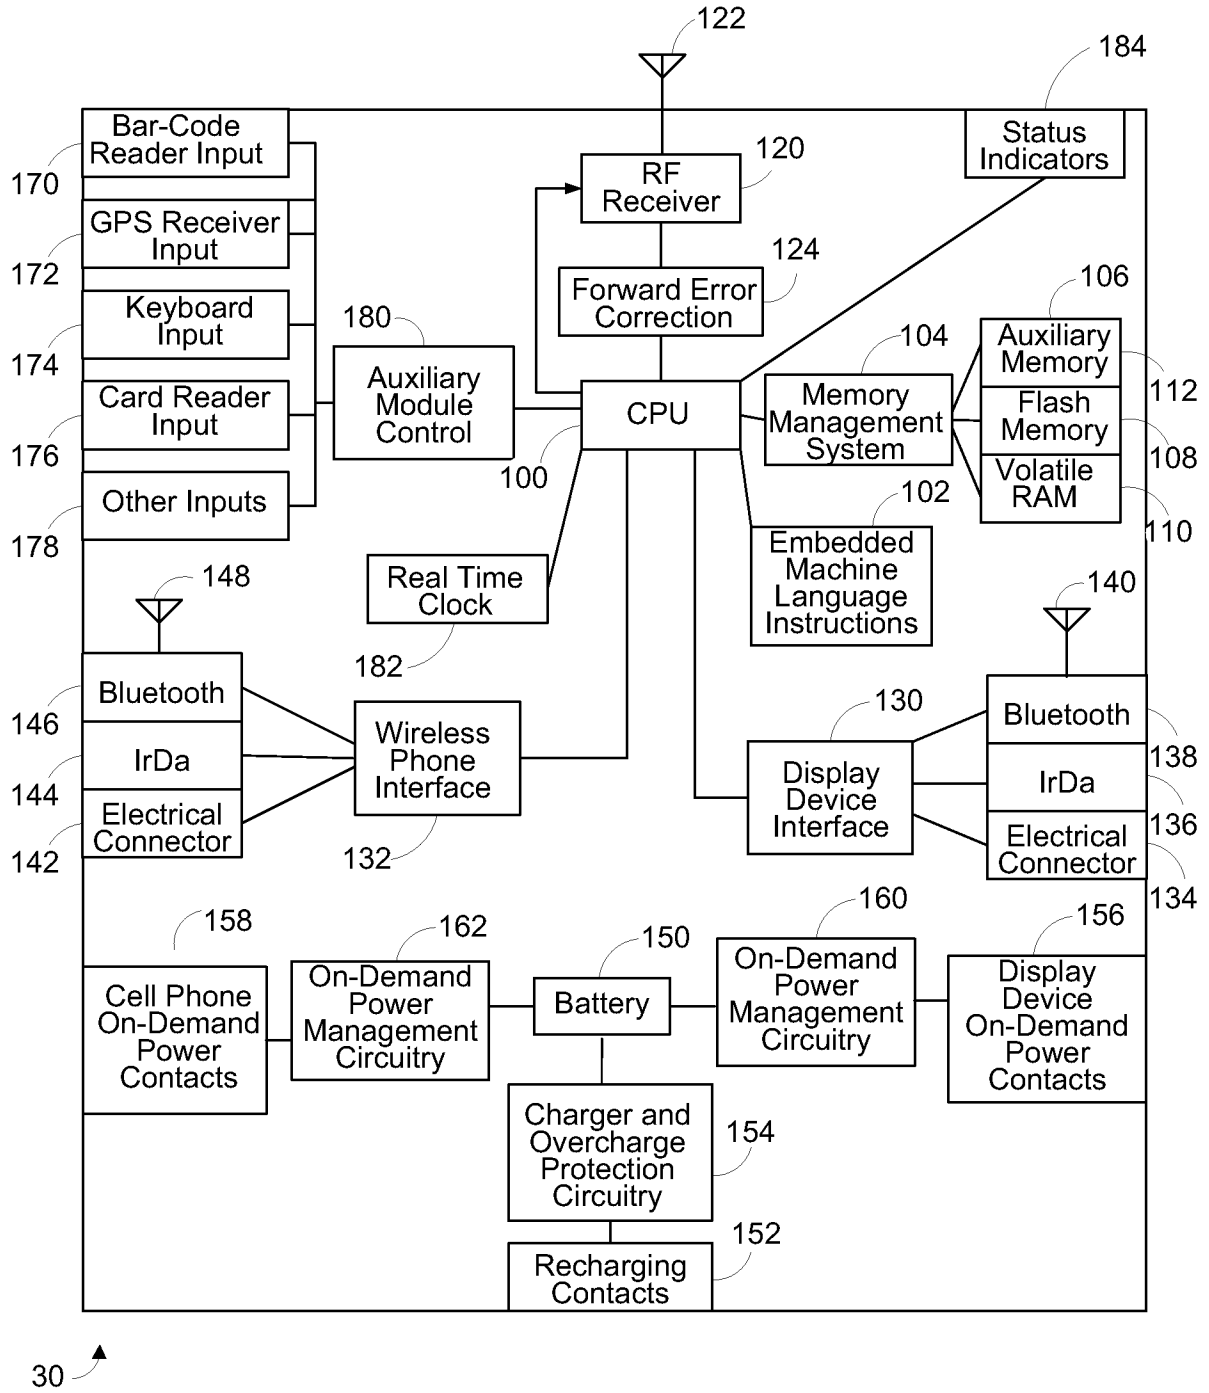 122
184
Bar-Code
Reader Input
170
RF
Receiver
120
Status
Indicators
GPS Receiver
Input
172
124
Forward Error
Correction
106
Keyboard
Input
174
180
104
Auxiliary
Memory
112
Auxiliary
Module
Control
CPU
100
Memory
Management
System
Flash
Memory
108
Card Reader
Input
176
Volatile
RAM
110
Other Inputs
178
102
Embedded
Machine
Language
Instructions
Real Time
Clock
182
148
140
Bluetooth
146
IrDa
144
Electrical
Connector
142
Wireless
Phone
Interface
132
130
Display
Device
Interface
Bluetooth
138
IrDa
136
Electrical
Connector
134
158
162
150
160
156
Cell Phone
On-Demand
Power
Contacts
On-Demand
Power
Management
Circuitry
Battery
On-Demand
Power
Management
Circuitry
Display
Device
On-Demand
Power
Contacts
Charger and
Overcharge
Protection
Circuitry
154
152
Recharging
Contacts
30